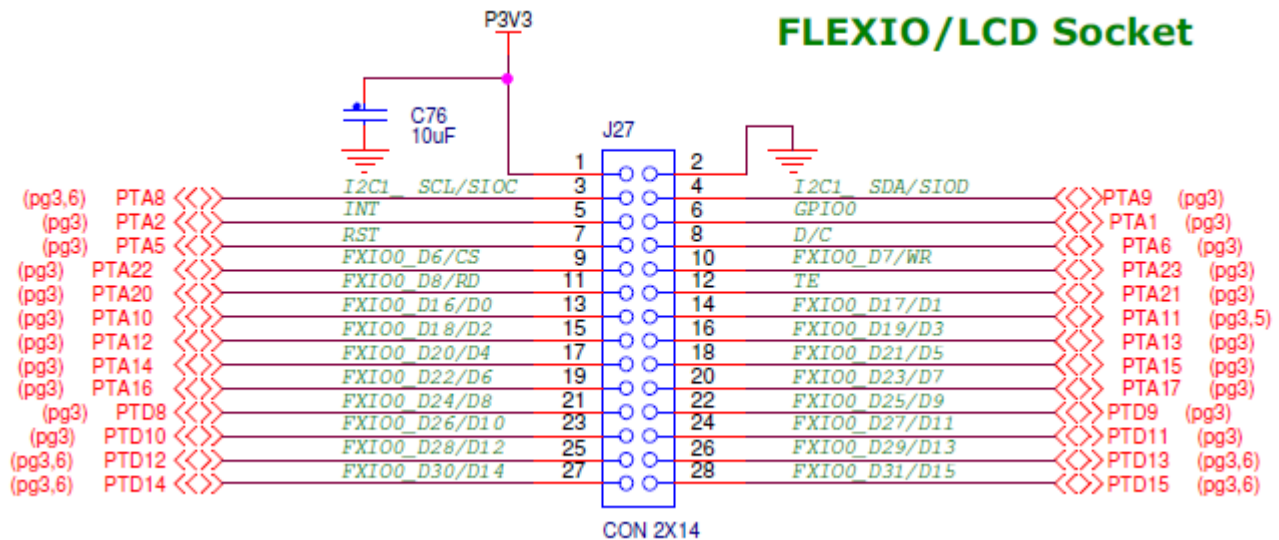 P3V3
FLEXIO/LCD Socket
C76
10uF
J27
1 2
(pg3,6) PTA8 I2C1_ SCL/SIOC 3 4 I2C1_ SDA/SIOD PTA9 (pg3)
(pg3) PTA2 INT 5 6 GPIO0 PTA1 (pg3)
(pg3) PTA5 RST 7 8 D/C PTA6 (pg3)
(pg3) PTA22 FXIO0_D6/CS 9 10 FXIO0_D7/WR PTA23 (pg3)
(pg3) PTA20 FXIO0_D8/RD 11 12 TE PTA21 (pg3)
(pg3) PTA10 FXIO0_D16/D0 13 14 FXIO0_D17/D1 PTA11 (pg3,5)
(pg3) PTA12 FXIO0_D18/D2 15 16 FXIO0_D19/D3 PTA13 (pg3)
(pg3) PTA14 FXIO0_D20/D4 17 18 FXIO0_D21/D5 PTA15 (pg3)
(pg3) PTA16 FXIO0_D22/D6 19 20 FXIO0_D23/D7 PTA17 (pg3)
(pg3) PTD8 FXIO0_D24/D8 21 22 FXIO0_D25/D9 PTD9 (pg3)
(pg3) PTD10 FXIO0_D26/D10 23 24 FXIO0_D27/D11 PTD11 (pg3)
(pg3,6) PTD12 FXIO0_D28/D12 25 26 FXIO0_D29/D13 PTD13 (pg3,6)
(pg3,6) PTD14 FXIO0_D30/D14 27 28 FXIO0_D31/D15 PTD15 (pg3,6)
CON 2X14